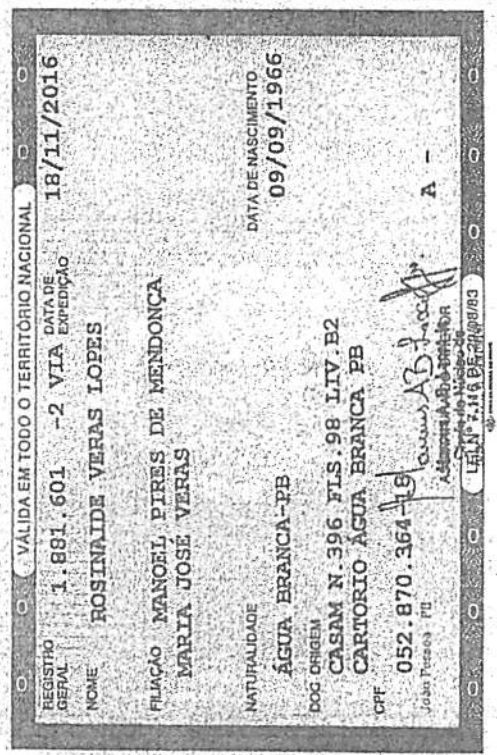 VÁLIDA EM TODO O TERRITÓRIO NACIONAL
REGISTRO GERAL 1.881.601 -2 VIA DATA DE EXPEDIÇÃO 18/11/2016
NOME ROSINAIDE VERAS LOPES
FILIAÇÃO MANOEL PIRES DE MENDONÇA
MARIA JOSÉ VERAS
NATURALIDADE DATA DE NASCIMENTO
ÁGUA BRANCA-PB 09/09/1966
DOC ORIGEM
CASAM N.396 FLS.98 LIV.B2
CARTORIO ÁGUA BRANCA PB
CPF
052.870.364-18
João Pessoa PB
A -
LEI Nº 7.116 DE 29/08/83